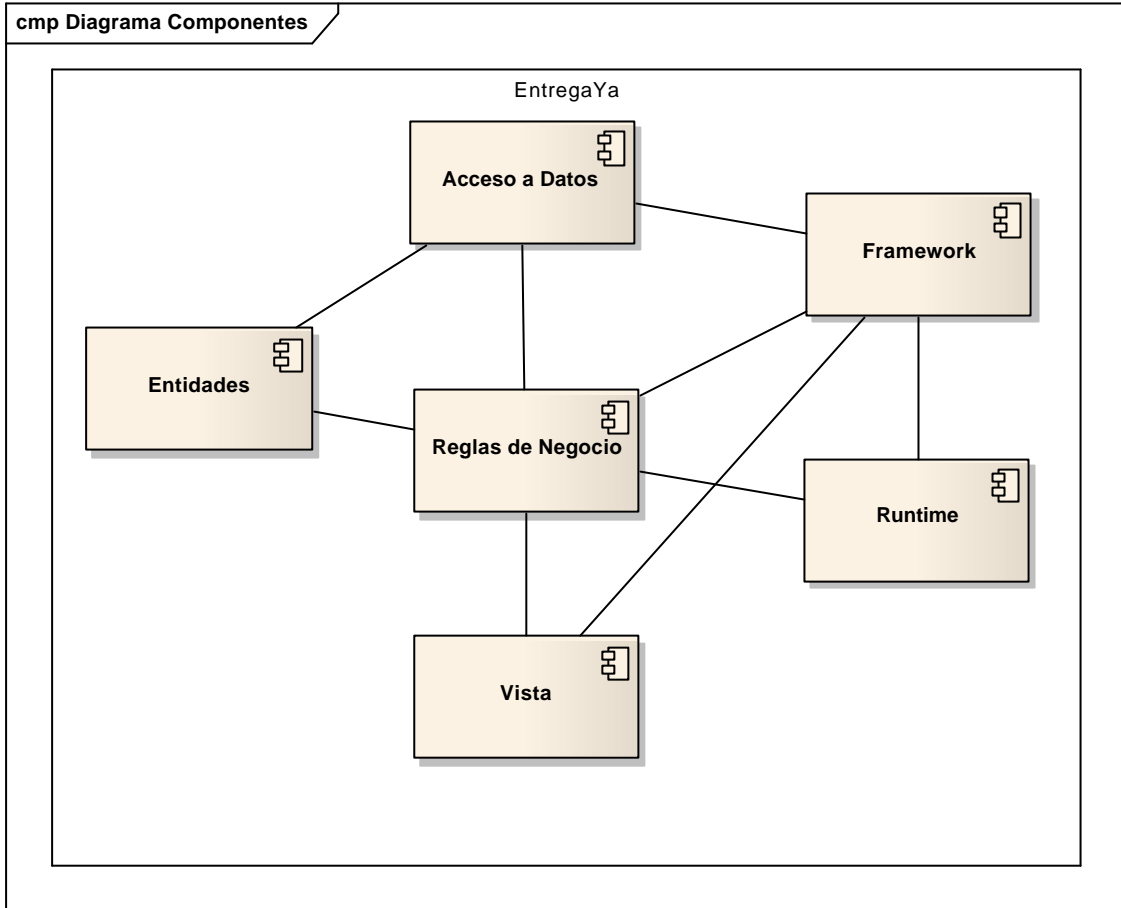 cmp Diagrama Componentes
EntregaYa
Acceso a Datos
Framework
Entidades
Reglas de Negocio
Runtime
Vista